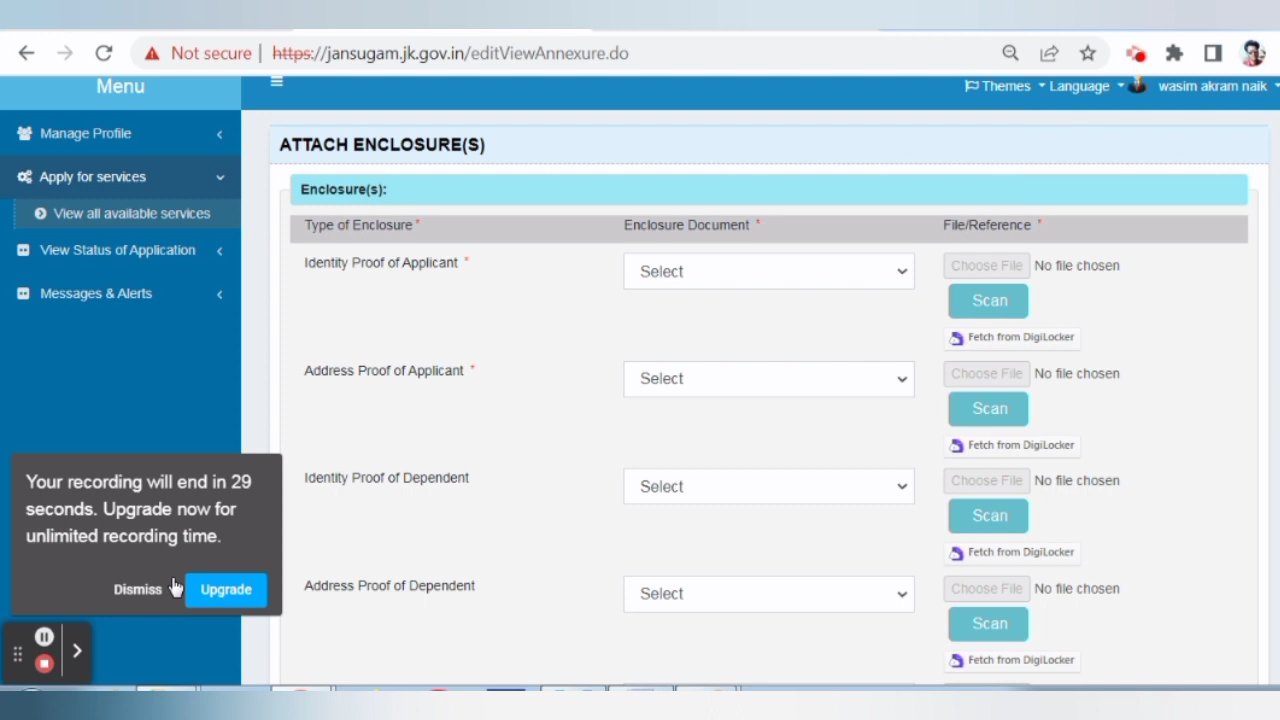 Not secure | https://jansugam.jk.gov.in/editViewAnnexure.do
Menu
Themes Language wasim akram naik
Manage Profile
Apply for services
View all available services
View Status of Application
Messages & Alerts
ATTACH ENCLOSURE(S)
Enclosure(s):
Type of Enclosure * Enclosure Document * File/Reference *
Identity Proof of Applicant * Select Choose File No file chosen
Scan
Fetch from DigiLocker
Address Proof of Applicant * Select Choose File No file chosen
Scan
Fetch from DigiLocker
Identity Proof of Dependent Select Choose File No file chosen
Scan
Fetch from DigiLocker
Address Proof of Dependent Select Choose File No file chosen
Scan
Fetch from DigiLocker
Your recording will end in 29
seconds. Upgrade now for
unlimited recording time.
Dismiss Upgrade